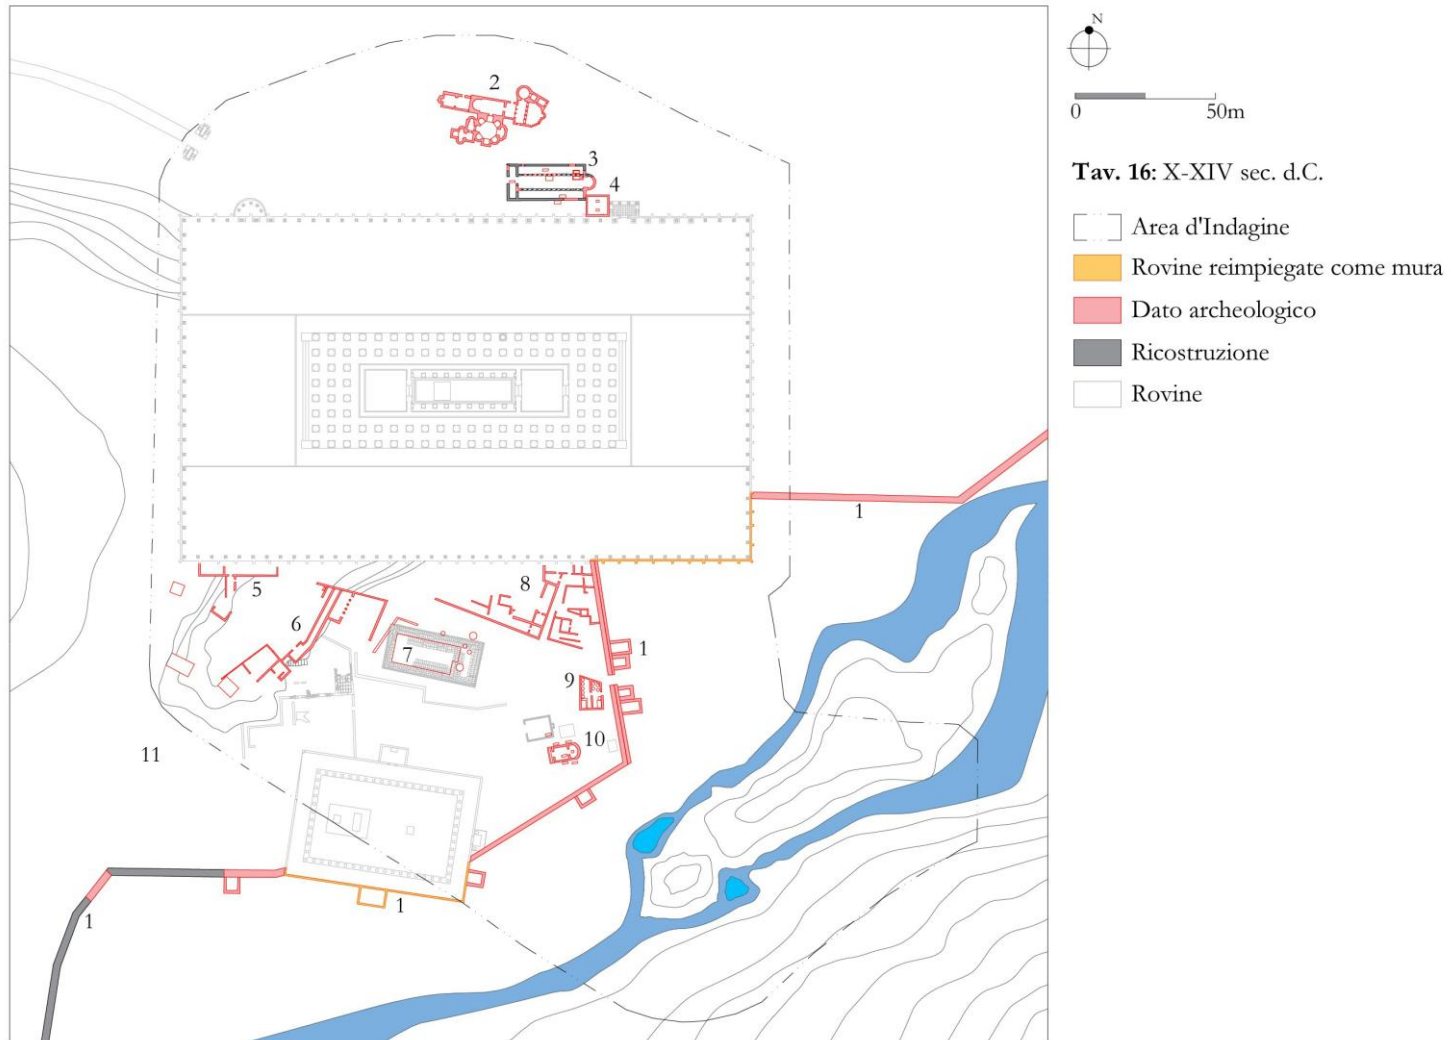 N
0 50m
Tav. 16: X-XIV sec. d.C.
Area d'Indagine
Rovine reimpiegate come mura
Dato archeologico
Ricostruzione
Rovine
2
3
4
1
5
6
8
7
1
9
10
11
1
1